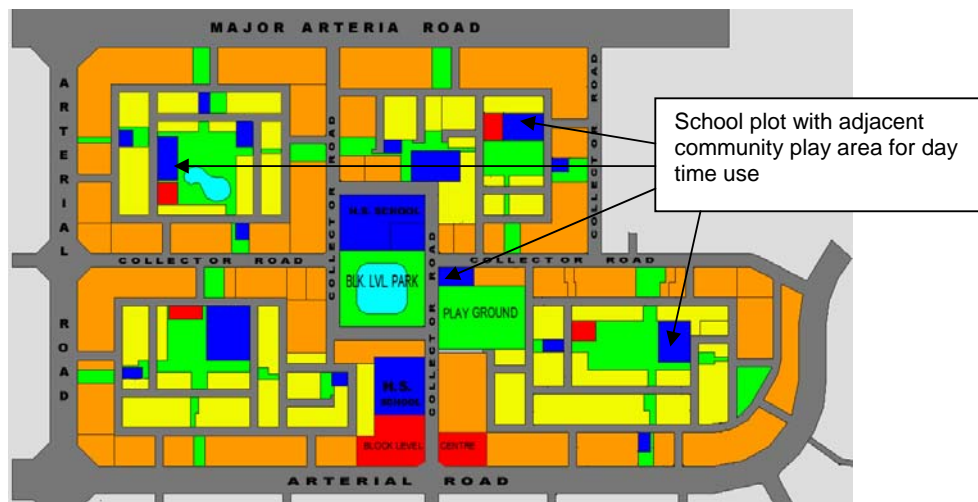 MAJOR ARTERIA ROAD
ARTERIAL ROAD
COLLECTOR ROAD
COLLECTOR ROAD
School plot with adjacent
community play area for day
time use
H.S. SCHOOL
COLLECTOR ROAD
COLLECTOR ROAD
COLLECTOR ROAD
BLK. LVL. PARK
PLAY GROUND
COLLECTOR ROAD
H.S.
SCHOOL
BLOCK LEVEL
CENTRE
ARTERIAL ROAD